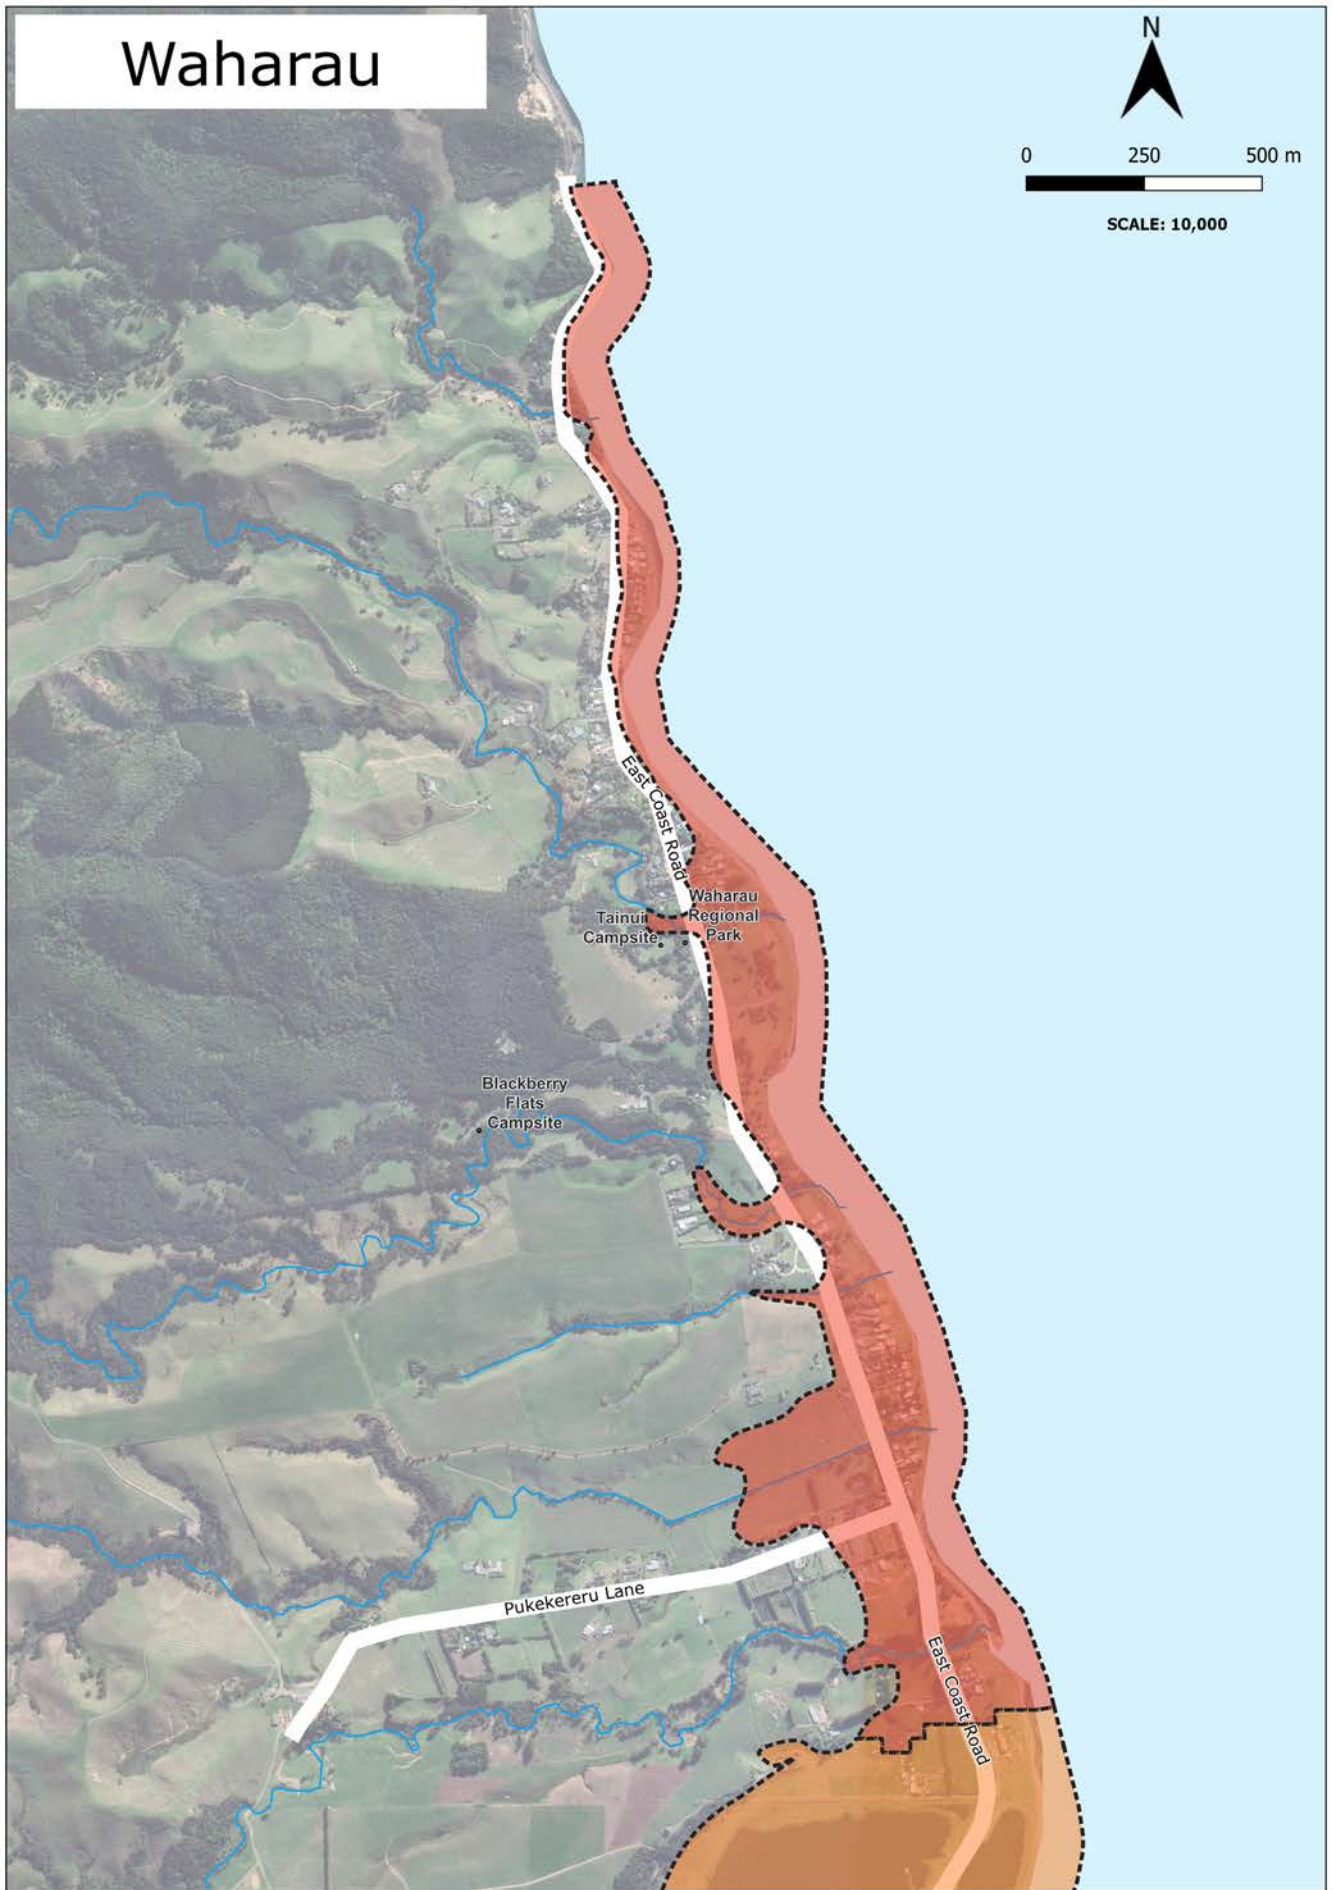 Waharau
N
0 250 500 m
SCALE: 10,000
East Coast Road
Waharau
Regional
Park
Tainui
Campsite
Blackberry
Flats
Campsite
Pukekereru Lane
East Coast Road